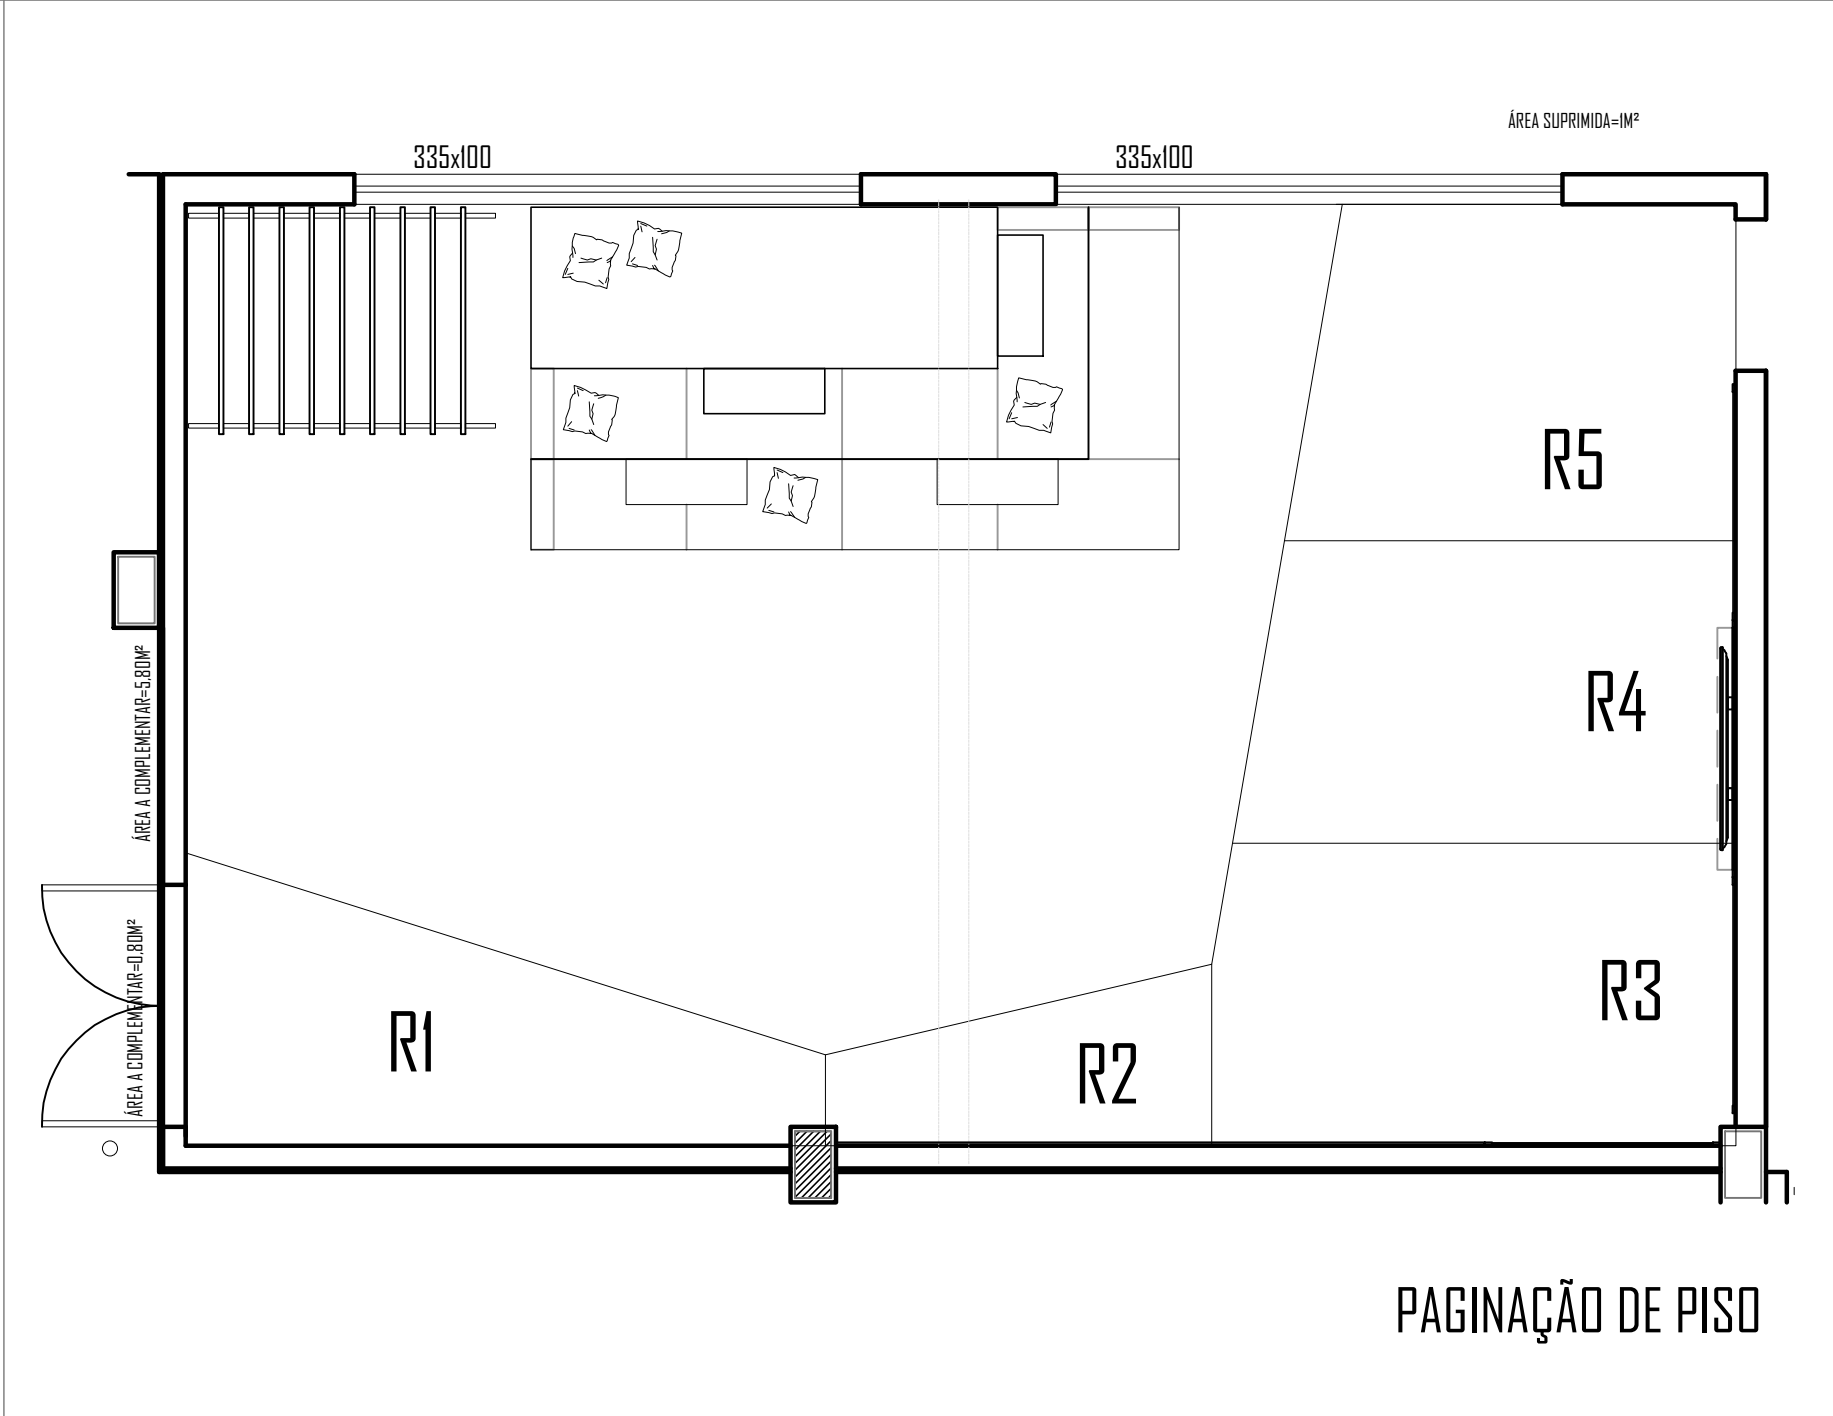 ÁREA SUPRIMIDA=1M²
335x100
335x100
R5
R4
ÁREA A COMPLEMENTAR=5,80M²
ÁREA A COMPLEMENTAR=0,80M²
R3
R1
R2
PAGINAÇÃO DE PISO